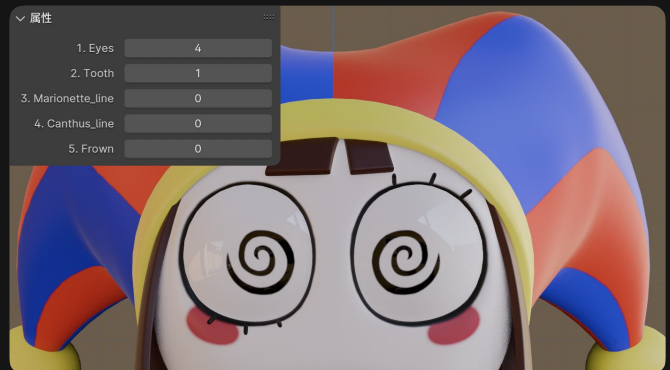 属性
1. Eyes 4
2. Tooth 1
3. Marionette_line 0
4. Canthus_line 0
5. Frown 0